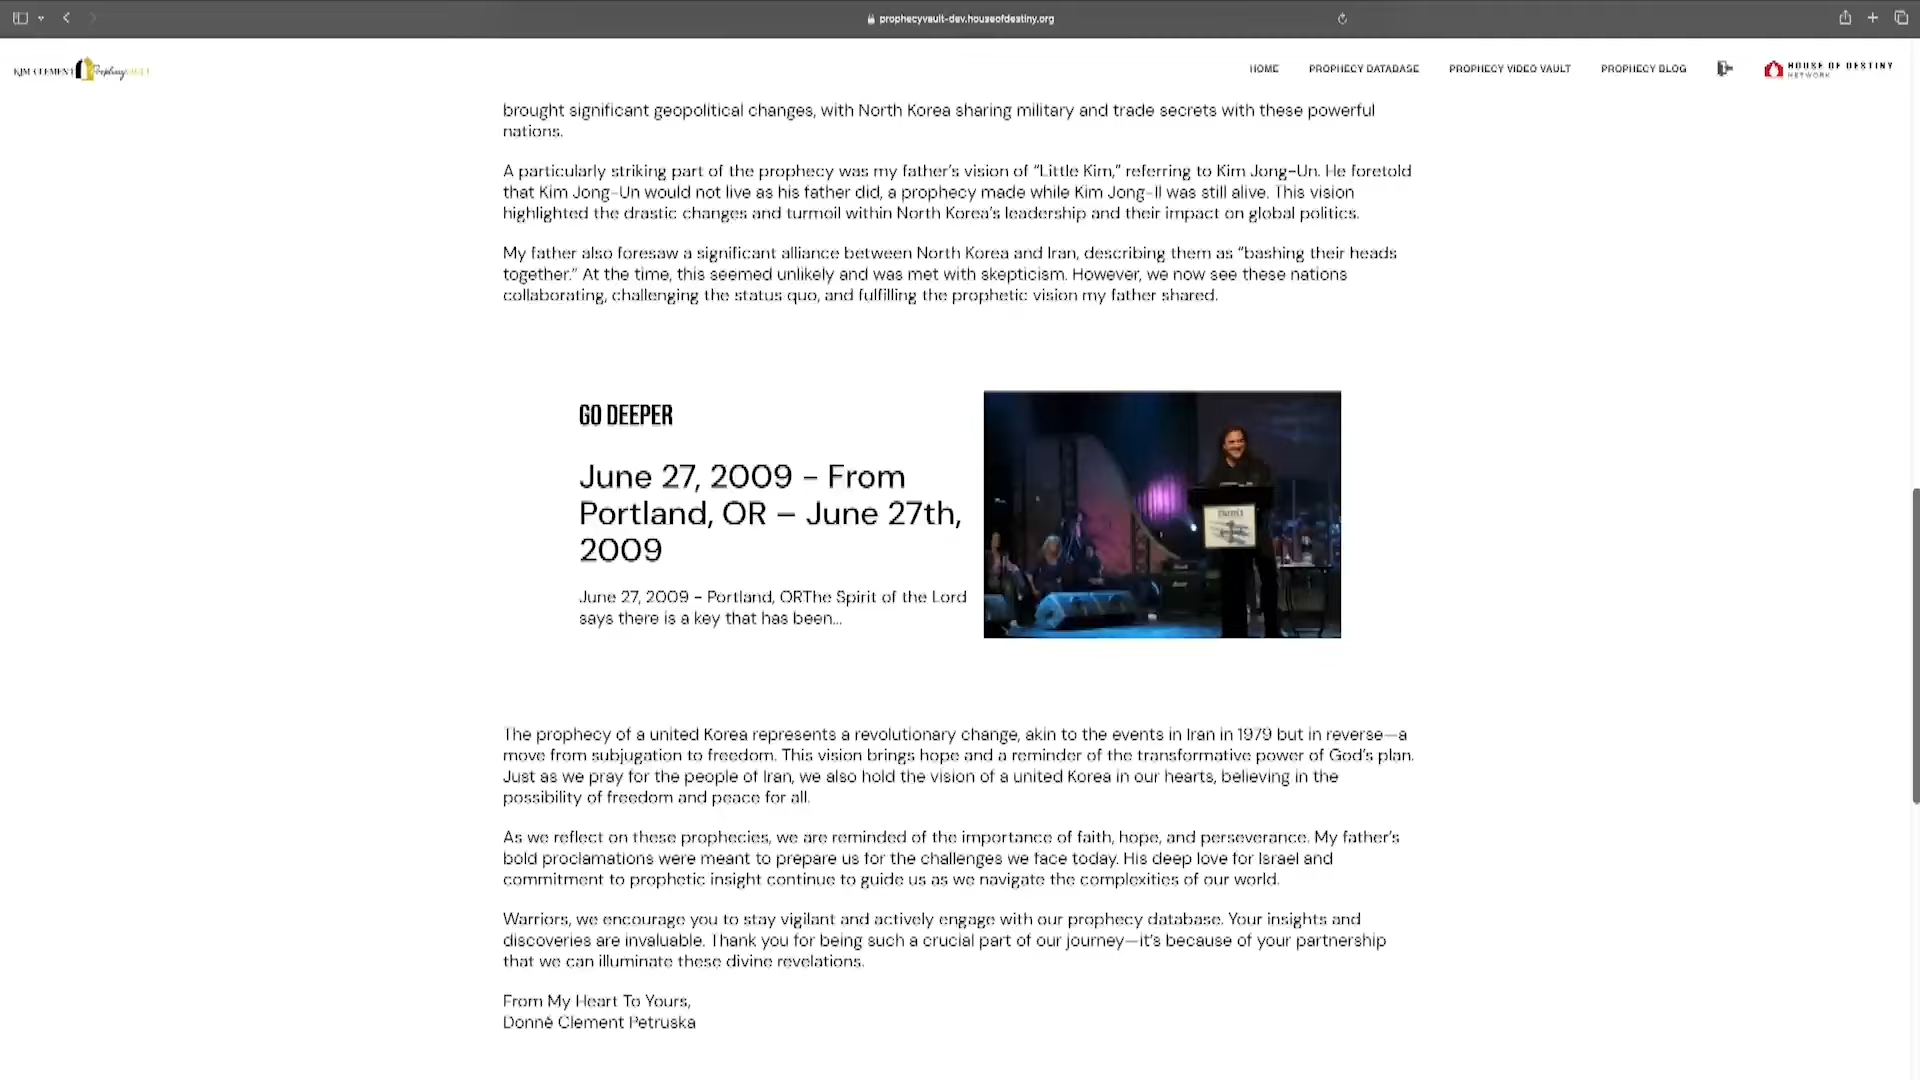 prophecyvault-dev.houseofdestiny.org
KIM CLEMENT Prophecy VAULT
HOME
PROPHECY DATABASE
PROPHECY VIDEO VAULT
PROPHECY BLOG
HOUSE OF DESTINY
NETWORK
brought significant geopolitical changes, with North Korea sharing military and trade secrets with these powerful
nations.
A particularly striking part of the prophecy was my father’s vision of “Little Kim,” referring to Kim Jong-Un. He foretold
that Kim Jong-Un would not live as his father did, a prophecy made while Kim Jong-Il was still alive. This vision
highlighted the drastic changes and turmoil within North Korea’s leadership and their impact on global politics.
My father also foresaw a significant alliance between North Korea and Iran, describing them as “bashing their heads
together.” At the time, this seemed unlikely and was met with skepticism. However, we now see these nations
collaborating, challenging the status quo, and fulfilling the prophetic vision my father shared.
GO DEEPER
June 27, 2009 – From
Portland, OR – June 27th,
2009
June 27, 2009 – Portland, ORThe Spirit of the Lord
says there is a key that has been...
The prophecy of a united Korea represents a revolutionary change, akin to the events in Iran in 1979 but in reverse—a
move from subjugation to freedom. This vision brings hope and a reminder of the transformative power of God’s plan.
Just as we pray for the people of Iran, we also hold the vision of a united Korea in our hearts, believing in the
possibility of freedom and peace for all.
As we reflect on these prophecies, we are reminded of the importance of faith, hope, and perseverance. My father’s
bold proclamations were meant to prepare us for the challenges we face today. His deep love for Israel and
commitment to prophetic insight continue to guide us as we navigate the complexities of our world.
Warriors, we encourage you to stay vigilant and actively engage with our prophecy database. Your insights and
discoveries are invaluable. Thank you for being such a crucial part of our journey—it’s because of your partnership
that we can illuminate these divine revelations.
From My Heart To Yours,
Donné Clement Petruska